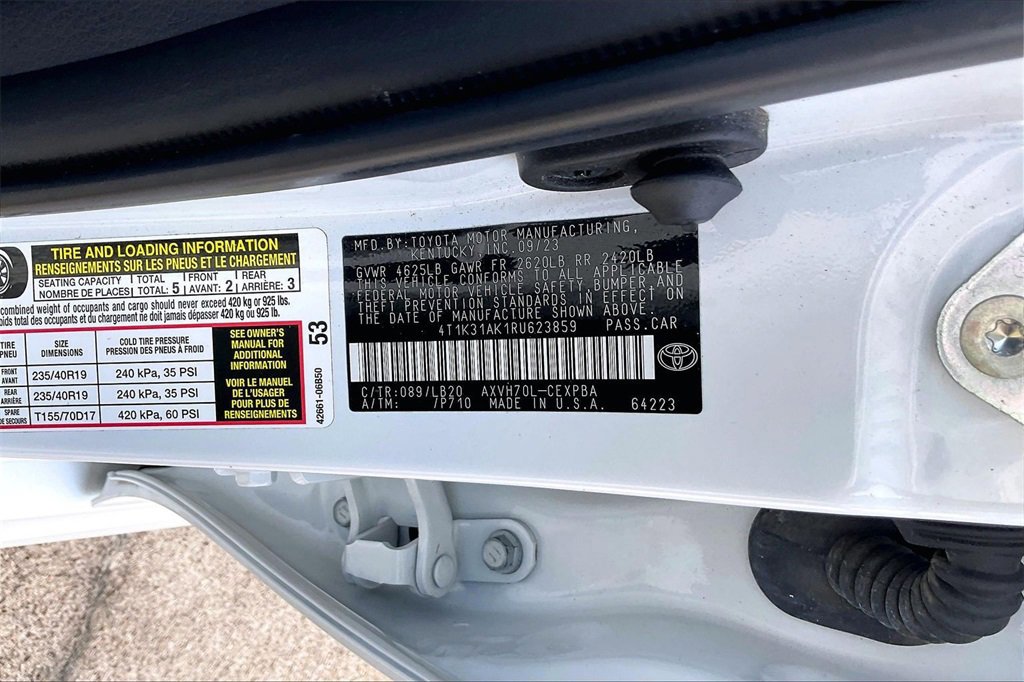 TIRE AND LOADING INFORMATION
RENSEIGNEMENTS SUR LES PNEUS ET LE CHARGEMENT
SEATING CAPACITY TOTAL 5 FRONT 2 REAR 3
NOMBRE DE PLACES TOTAL: 5 AVANT: 2 ARRIÈRE: 3
combined weight of occupants and cargo should never exceed 420 kg or 925 lbs.
poids total des occupants et du chargement ne doit jamais dépasser 420 kg ou 925 lb.
TIRE SIZE COLD TIRE PRESSURE
PNEU DIMENSIONS PRESSION DES PNEUS À FROID
FRONT AVANT 235/40R19 240 kPa, 35 PSI
REAR ARRIÈRE 235/40R19 240 kPa, 35 PSI
SPARE DE SECOURS T155/70D17 420 kPa, 60 PSI
SEE OWNER'S
MANUAL FOR
ADDITIONAL
INFORMATION
VOIR LE MANUEL
DE L'USAGER
POUR PLUS DE
RENSEIGNEMENTS
53
42661-06B50
MFD.BY:TOYOTA MOTOR MANUFACTURING,
KENTUCKY, INC. 09/23
GVWR 4625LB GAWR FR 2620LB RR 2420LB
THIS VEHICLE CONFORMS TO ALL APPLICABLE
FEDERAL MOTOR VEHICLE SAFETY, BUMPER, AND
THEFT PREVENTION STANDARDS IN EFFECT ON
THE DATE OF MANUFACTURE SHOWN ABOVE.
4T1K31AK1RU623859 PASS.CAR
C/TR:089/LB20 AXVH70L-CEXPBA
A/TM: /P710 MADE IN U.S.A. 64223